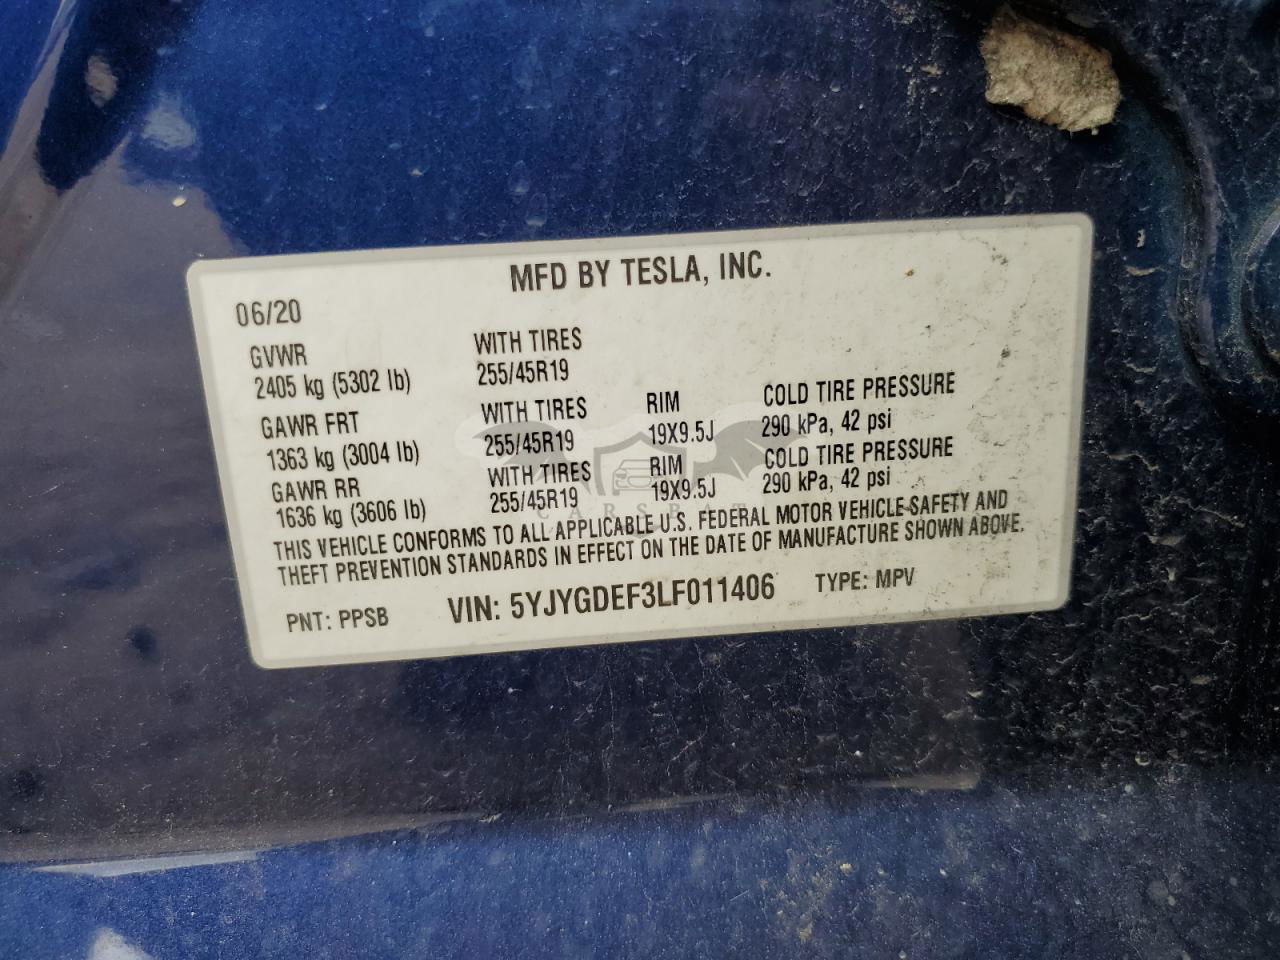 MFD BY TESLA, INC.
06/20
GVWR WITH TIRES
2405 kg (5302 lb) 255/45R19
GAWR FRT WITH TIRES RIM COLD TIRE PRESSURE
1363 kg (3004 lb) 255/45R19 19X9.5J 290 kPa, 42 psi
GAWR RR WITH TIRES RIM COLD TIRE PRESSURE
1636 kg (3606 lb) 255/45R19 19X9.5J 290 kPa, 42 psi
CARSBAT
THIS VEHICLE CONFORMS TO ALL APPLICABLE U.S. FEDERAL MOTOR VEHICLE SAFETY AND
THEFT PREVENTION STANDARDS IN EFFECT ON THE DATE OF MANUFACTURE SHOWN ABOVE.
PNT: PPSB VIN: 5YJYGDEF3LF011406 TYPE: MPV